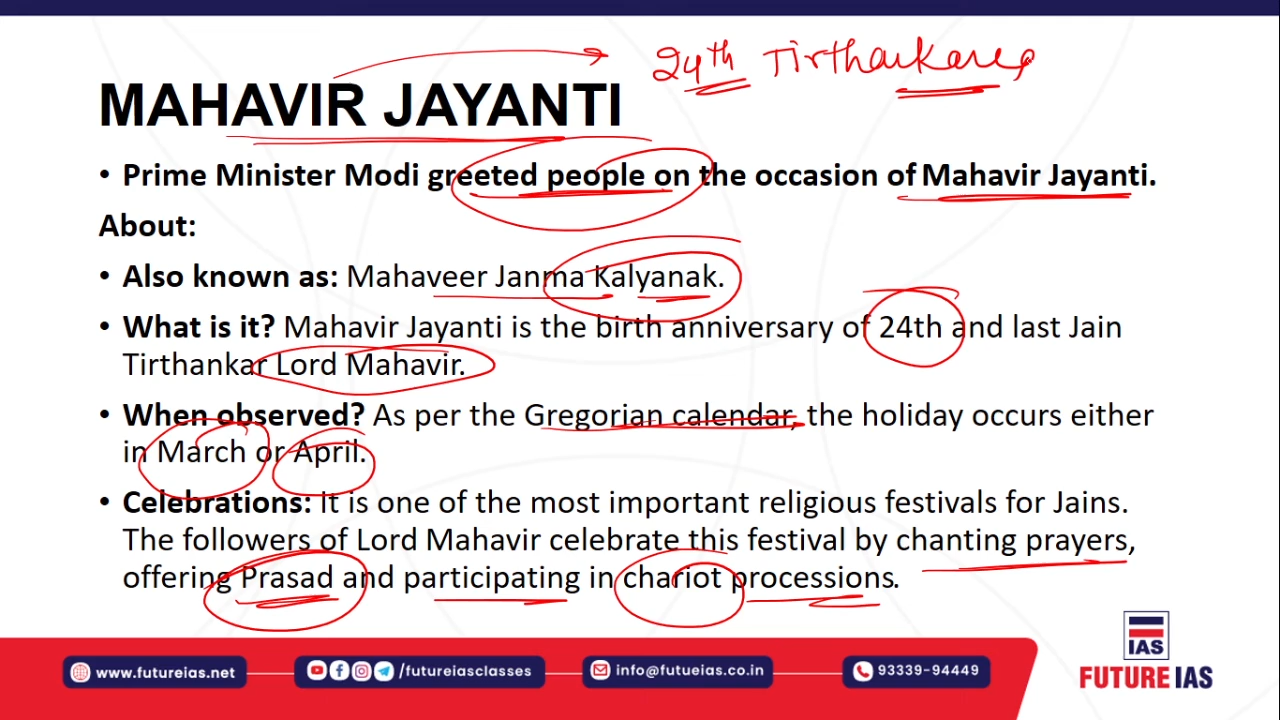 24th Tirthankara
MAHAVIR JAYANTI
• Prime Minister Modi greeted people on the occasion of Mahavir Jayanti.
About:
• Also known as: Mahaveer Janma Kalyanak.
• What is it? Mahavir Jayanti is the birth anniversary of 24th and last Jain
Tirthankar Lord Mahavir.
• When observed? As per the Gregorian calendar, the holiday occurs either
in March or April.
• Celebrations: It is one of the most important religious festivals for Jains.
The followers of Lord Mahavir celebrate this festival by chanting prayers,
offering Prasad and participating in chariot processions.
IAS
www.futureias.net /futureiasclasses info@futueias.co.in 93339-94449 FUTURE IAS